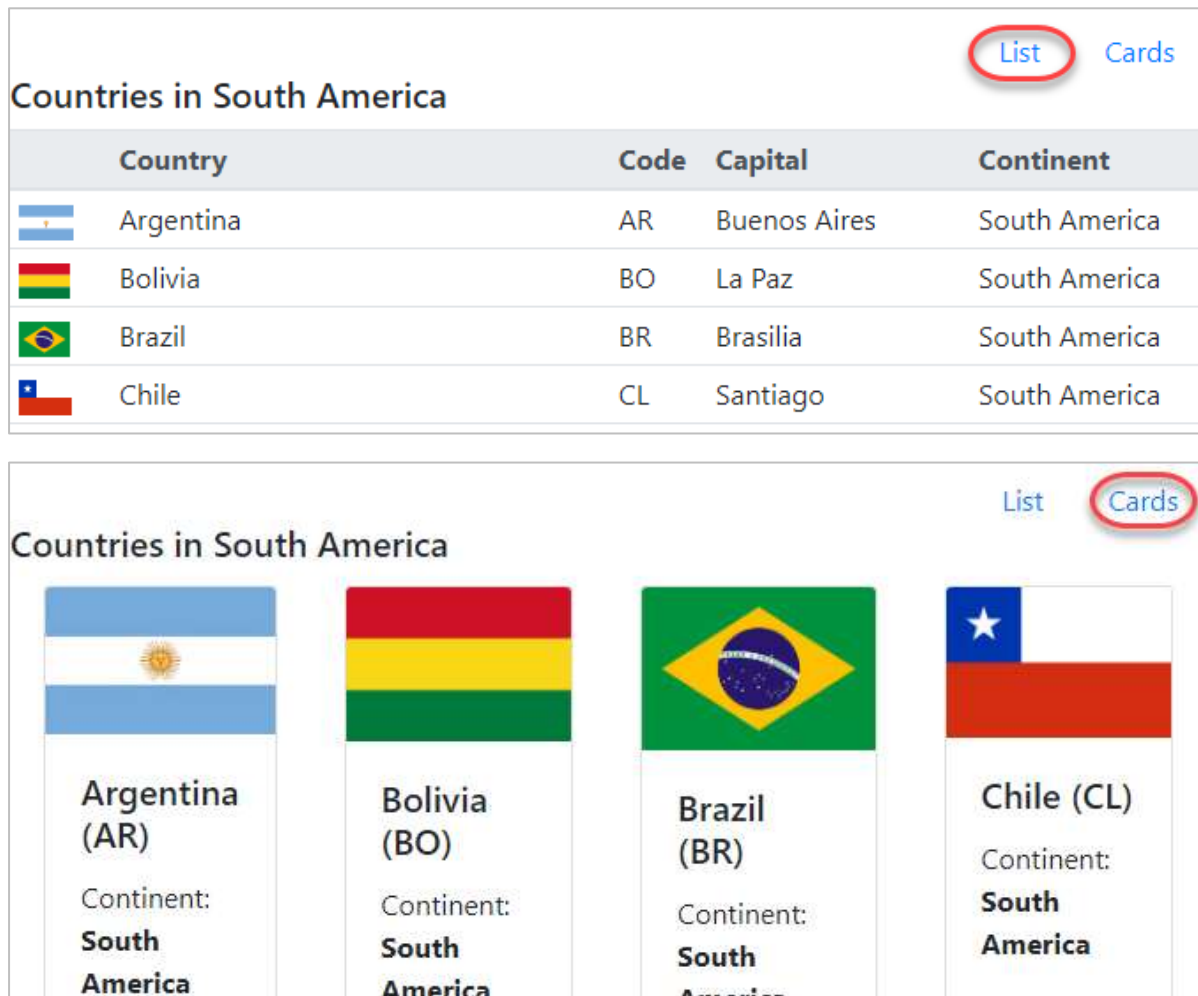 List Cards
Countries in South America
Country Code Capital Continent
Argentina AR Buenos Aires South America
Bolivia BO La Paz South America
Brazil BR Brasilia South America
Chile CL Santiago South America
List Cards
Countries in South America
Argentina
(AR)
Continent:
South
America
Bolivia
(BO)
Continent:
South
America
Brazil
(BR)
Continent:
South
Chile (CL)
Continent:
South
America